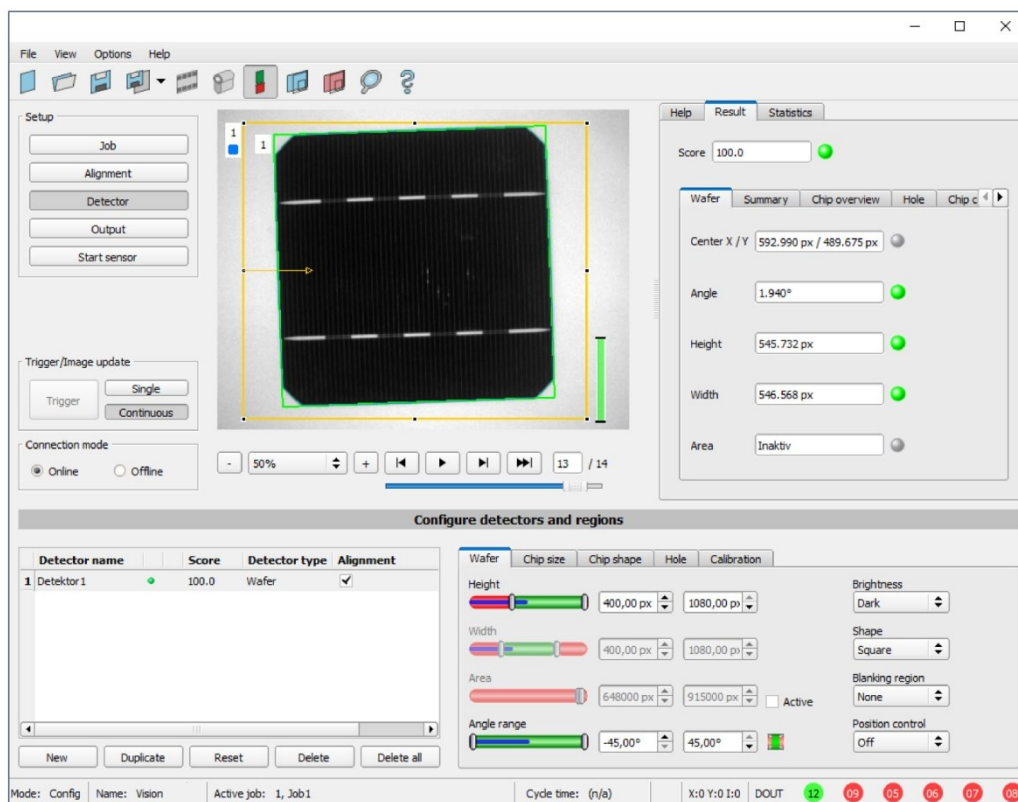 File View Options Help
Setup
Job
Alignment
Detector
Output
Start sensor
Trigger/Image update
Trigger
Single
Continuous
Connection mode
Online Offline
1
1
- 50% + 13 / 14
Help Result Statistics
Score 100.0
Wafer Summary Chip overview Hole Chip c
Center X / Y 592.990 px / 489.675 px
Angle 1.940°
Height 545.732 px
Width 546.568 px
Area Inaktiv
Configure detectors and regions
Detector name Score Detector type Alignment
1 Detektor1 100.0 Wafer
New Duplicate Reset Delete Delete all
Wafer Chip size Chip shape Hole Calibration
Height
400,00 px 1080,00 px
Width
400,00 px 1080,00 px
Area
648000 px 915000 px Active
Angle range
-45,00° 45,00°
Brightness
Dark
Shape
Square
Blanking region
None
Position control
Off
Mode: Config Name: Vision Active job: 1, Job1 Cycle time: (n/a) X:0 Y:0 I:0 DOUT 12 09 05 06 07 08